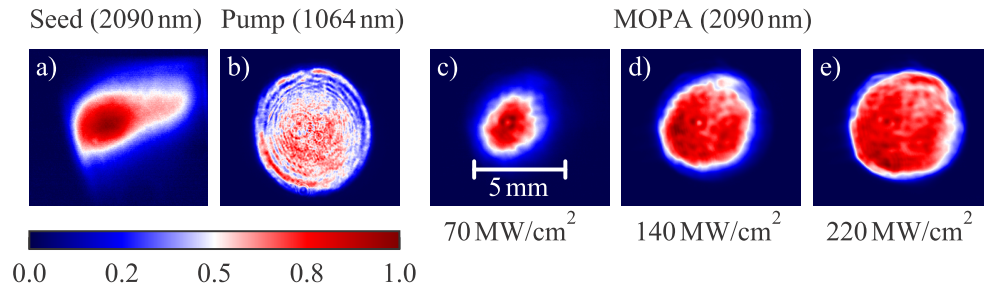 Seed (2090 nm) Pump (1064 nm) MOPA (2090 nm)
a) b) c) d) e)
5 mm
70 MW/cm² 140 MW/cm² 220 MW/cm²
0.0 0.2 0.5 0.8 1.0